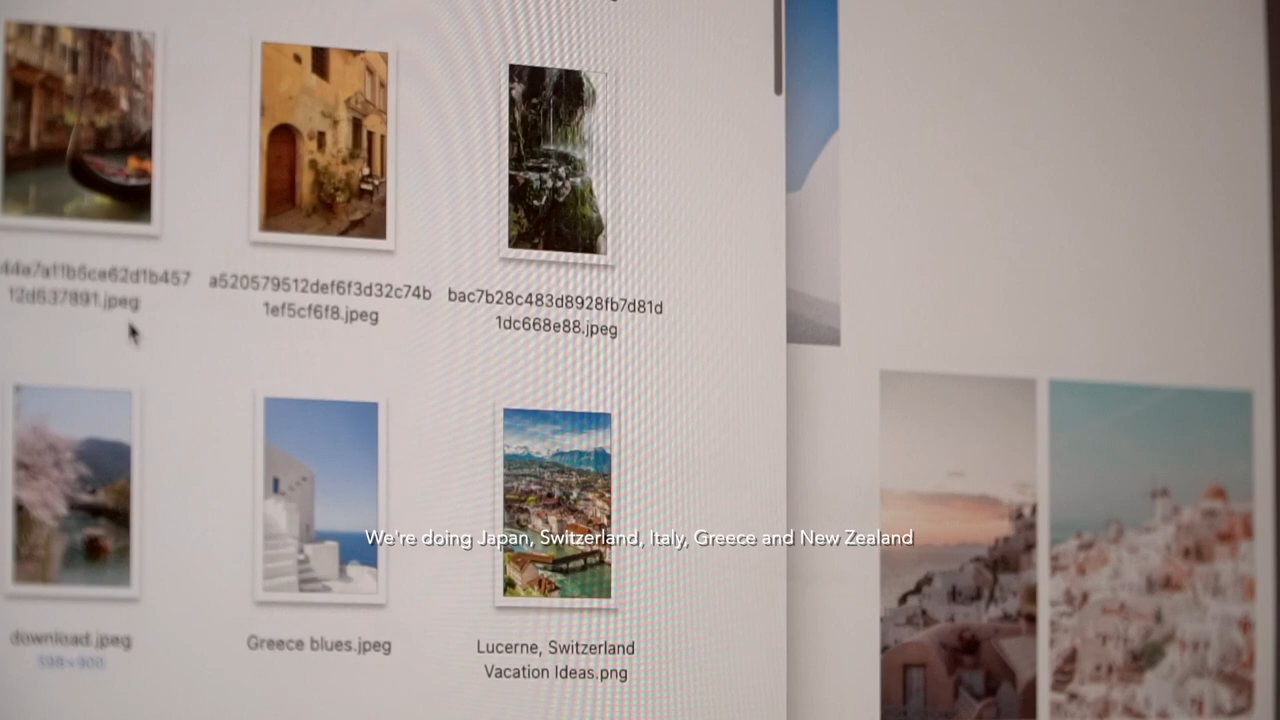 12d637891.jpeg
a520579512def6f3d32c74b
1ef5cf6f8.jpeg
bac7b28c483d8928fb7d81d
1dc668e88.jpeg
We're doing Japan, Switzerland, Italy, Greece and New Zealand
download.jpeg
Greece blues.jpeg
Lucerne, Switzerland
Vacation Ideas.png